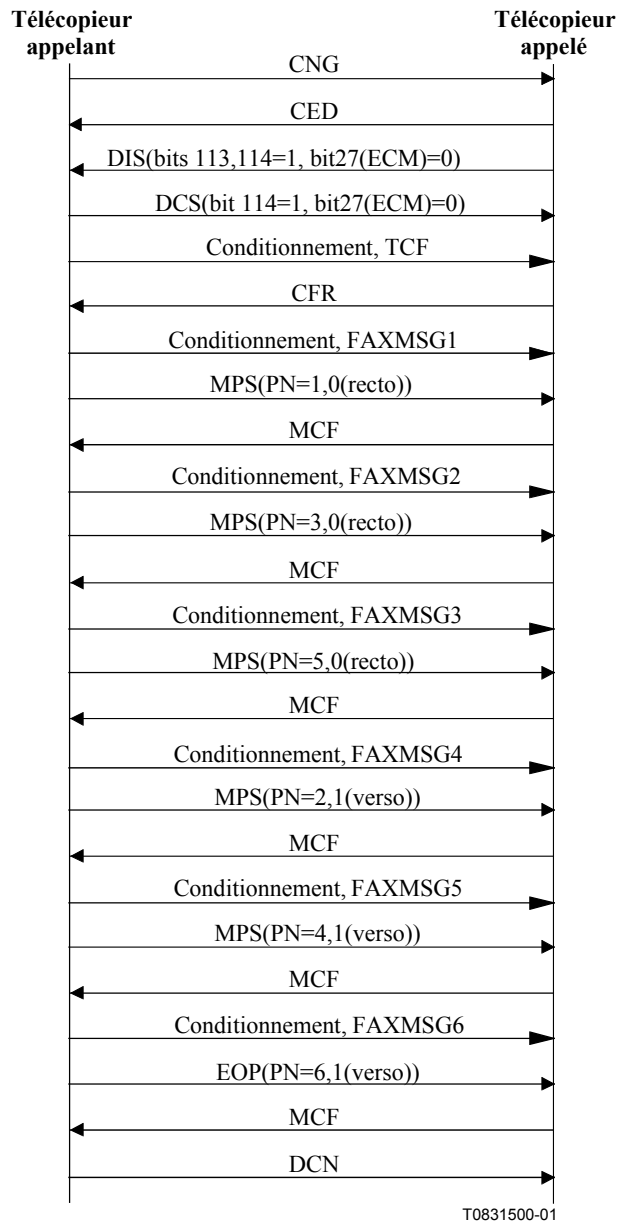 Télécopieur appelant
Télécopieur appelé
CNG
CED
DIS(bits 113,114=1, bit27(ECM)=0)
DCS(bit 114=1, bit27(ECM)=0)
Conditionnement, TCF
CFR
Conditionnement, FAXMSG1
MPS(PN=1,0(recto))
MCF
Conditionnement, FAXMSG2
MPS(PN=3,0(recto))
MCF
Conditionnement, FAXMSG3
MPS(PN=5,0(recto))
MCF
Conditionnement, FAXMSG4
MPS(PN=2,1(verso))
MCF
Conditionnement, FAXMSG5
MPS(PN=4,1(verso))
MCF
Conditionnement, FAXMSG6
EOP(PN=6,1(verso))
MCF
DCN
T0831500-01